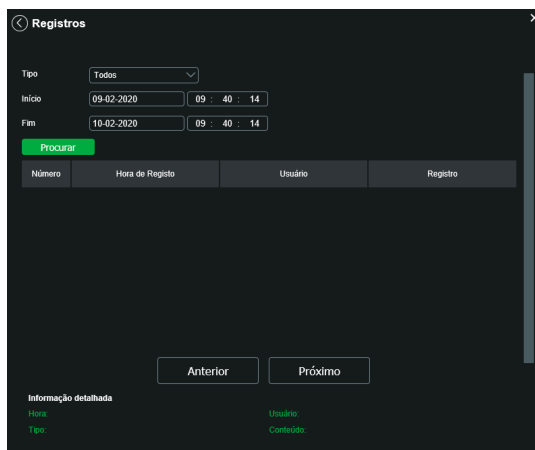 Registros
Tipo Todos
Início 09-02-2020 09 : 40 : 14
Fim 10-02-2020 09 : 40 : 14
Procurar
Número Hora de Registo Usuário Registro
Anterior Próximo
Informação detalhada
Hora: Usuário:
Tipo: Conteúdo: